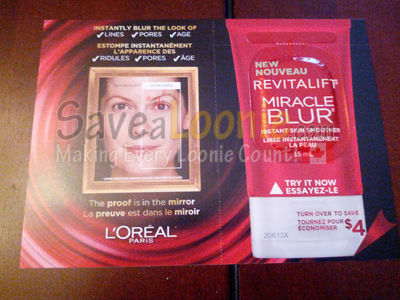 INSTANTLY BLUR THE LOOK OF
✓LINES ✓PORES ✓AGE
ESTOMPE INSTANTANÉMENT
L'APPARENCE DES
✓RIDULES ✓PORES ✓ÂGE
The proof is in the mirror
La preuve est dans le miroir
L'ORÉAL
PARIS
NEW
NOUVEAU
REVITALIFT
MIRACLE
BLUR
INSTANT SKIN SMOOTHER
LISSE INSTANTANÉMENT
LA PEAU
15 mL
TRY IT NOW
ESSAYEZ-LE
TURN OVER TO SAVE
TOURNEZ POUR
ÉCONOMISER
$4
20K13X
SaveaLoonie
Making Every Loonie Count!